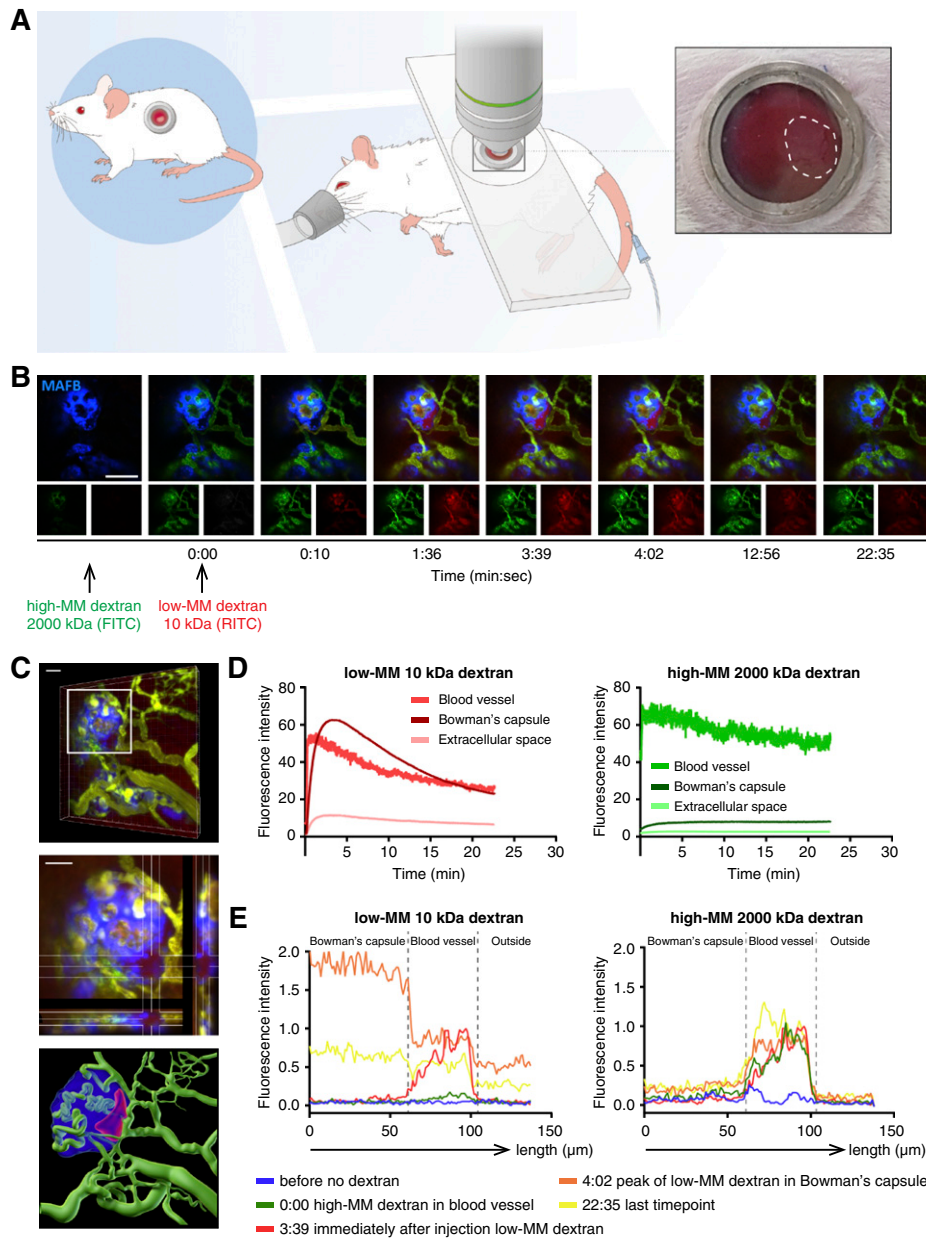 A
B
MAFB
0:00
0:10
1:36
3:39
4:02
12:56
22:35
Time (min:sec)
high-MM dextran
2000 kDa (FITC)
low-MM dextran
10 kDa (RITC)
C
D
low-MM 10 kDa dextran
Fluorescence intensity
80
60
40
20
0
Blood vessel
Bowman's capsule
Extracellular space
5
10
15
20
25
30
Time (min)
high-MM 2000 kDa dextran
Fluorescence intensity
80
60
40
20
0
Blood vessel
Bowman's capsule
Extracellular space
5
10
15
20
25
30
Time (min)
E
low-MM 10 kDa dextran
Bowman's capsule
Blood vessel
Outside
Fluorescence intensity
2.0
1.5
1.0
0.5
0.0
0
50
100
150
length (µm)
high-MM 2000 kDa dextran
Bowman's capsule
Blood vessel
Outside
Fluorescence intensity
2.0
1.5
1.0
0.5
0.0
0
50
100
150
length (µm)
before no dextran
0:00 high-MM dextran in blood vessel
3:39 immediately after injection low-MM dextran
4:02 peak of low-MM dextran in Bowman's capsule
22:35 last timepoint